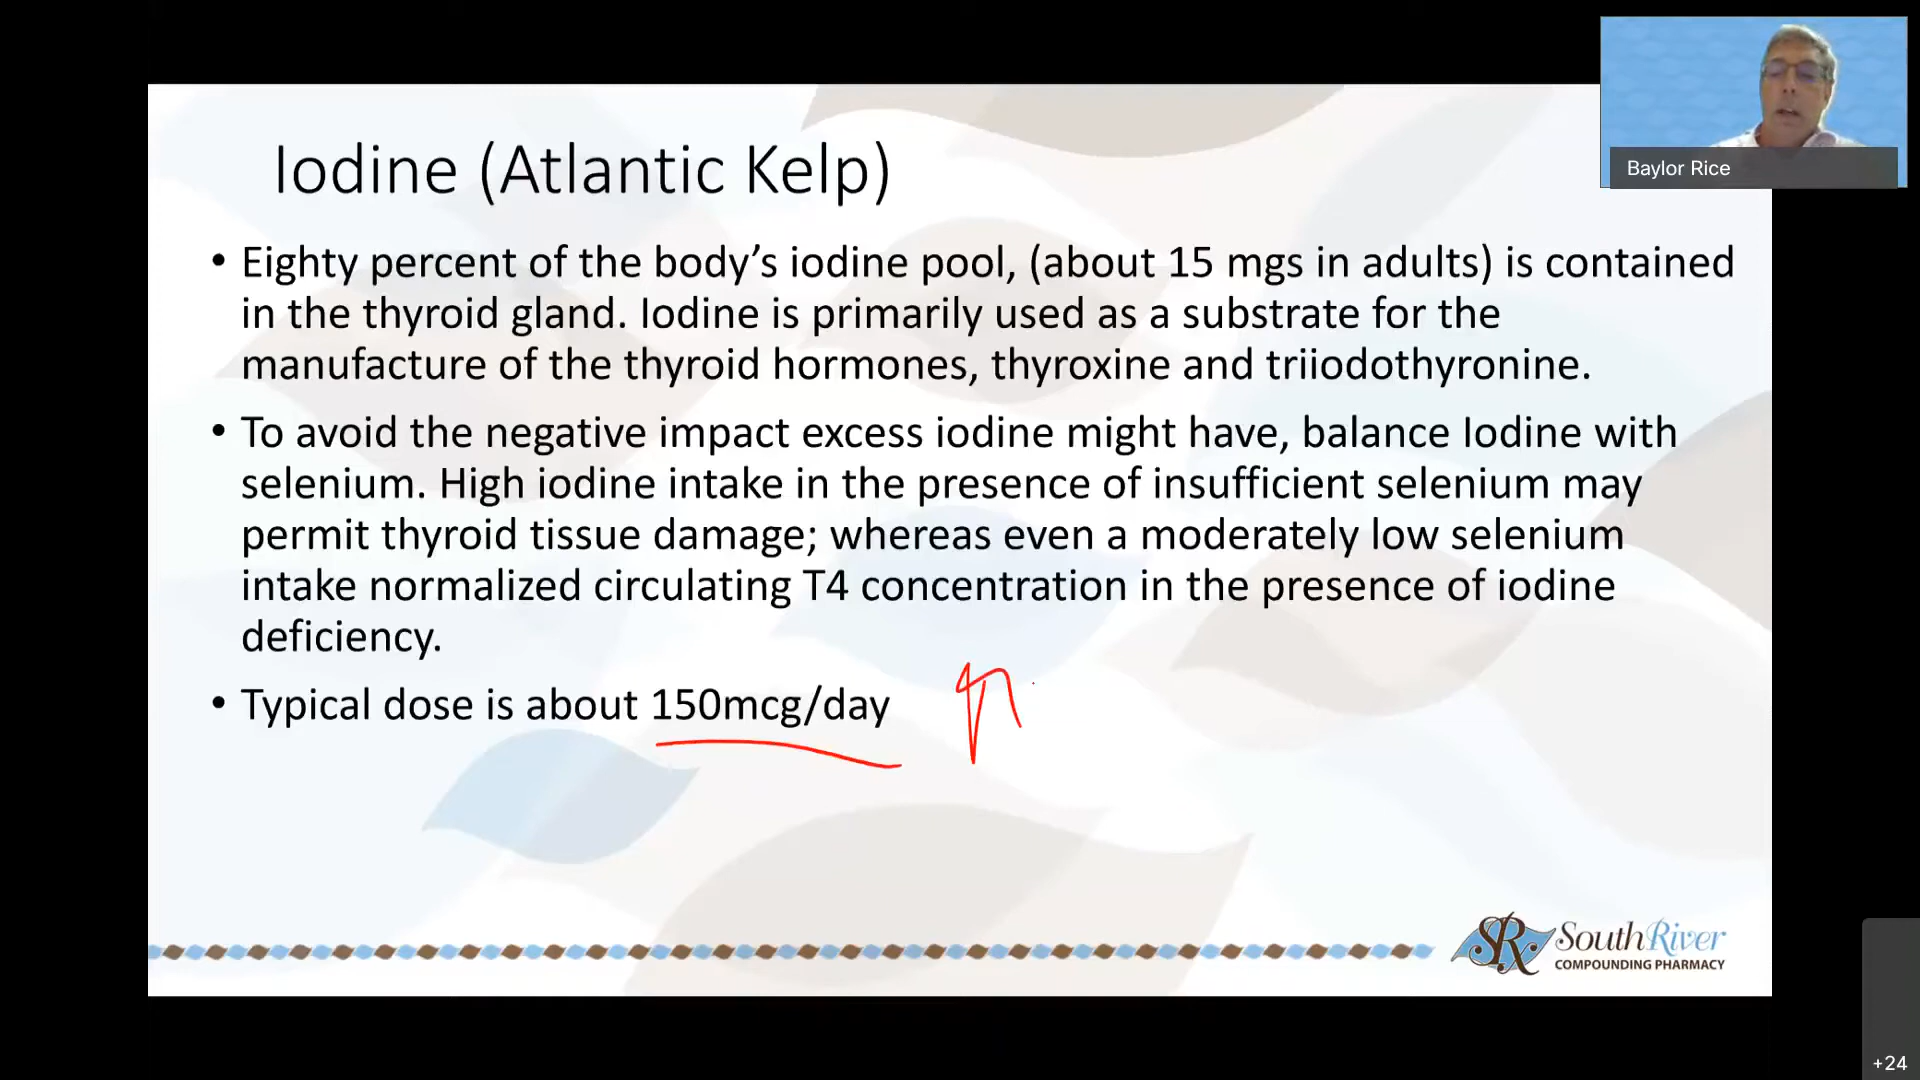 Baylor Rice
Iodine (Atlantic Kelp)
• Eighty percent of the body’s iodine pool, (about 15 mgs in adults) is contained
in the thyroid gland. Iodine is primarily used as a substrate for the
manufacture of the thyroid hormones, thyroxine and triiodothyronine.
• To avoid the negative impact excess iodine might have, balance Iodine with
selenium. High iodine intake in the presence of insufficient selenium may
permit thyroid tissue damage; whereas even a moderately low selenium
intake normalized circulating T4 concentration in the presence of iodine
deficiency.
• Typical dose is about 150mcg/day
SR South River
COMPOUNDING PHARMACY
+24